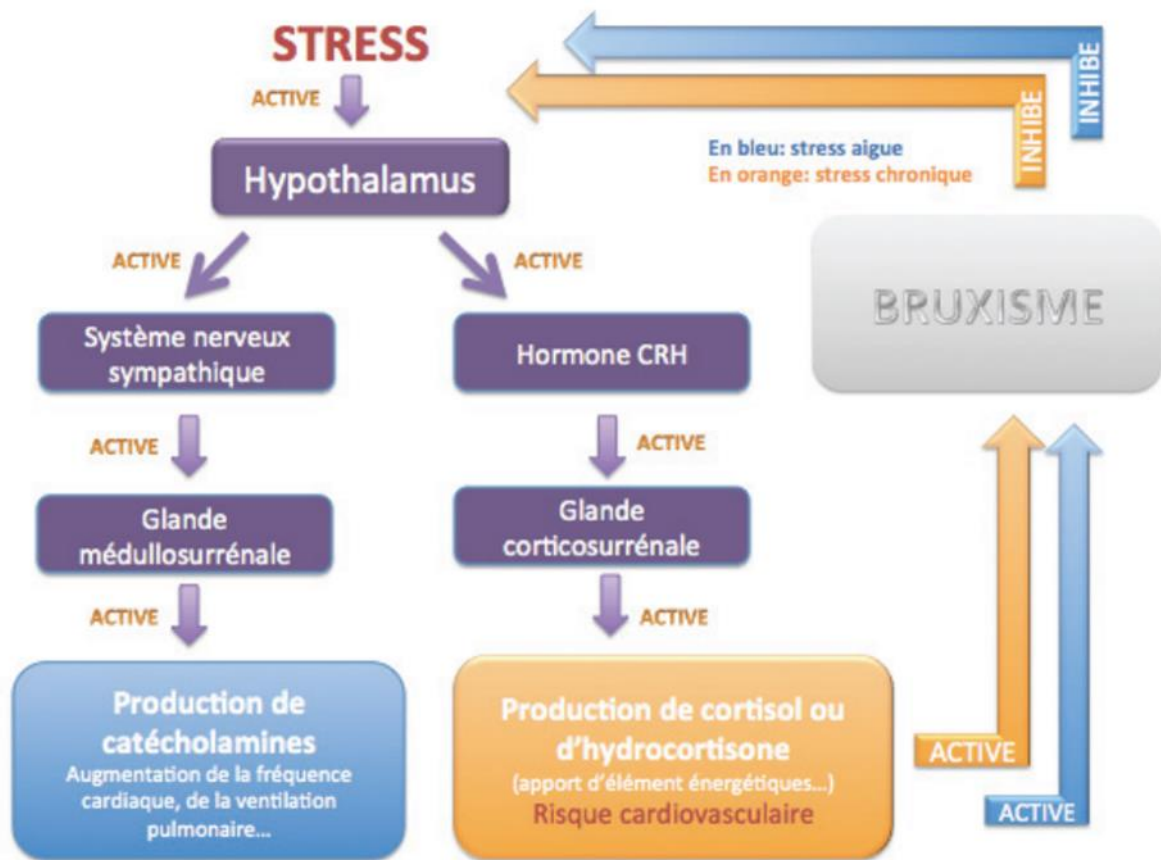 STRESS
ACTIVE
INHIBE
INHIBE
En bleu: stress aigue
En orange: stress chronique
Hypothalamus
ACTIVE
ACTIVE
BRUXISME
Système nerveux
sympathique
Hormone CRH
ACTIVE
ACTIVE
Glande
médullosurrénale
Glande
corticosurrénale
ACTIVE
ACTIVE
Production de
catécholamines
Augmentation de la fréquence
cardiaque, de la ventilation
pulmonaire...
Production de cortisol ou
d'hydrocortisone
(apport d'élément énergétiques...)
Risque cardiovasculaire
ACTIVE
ACTIVE